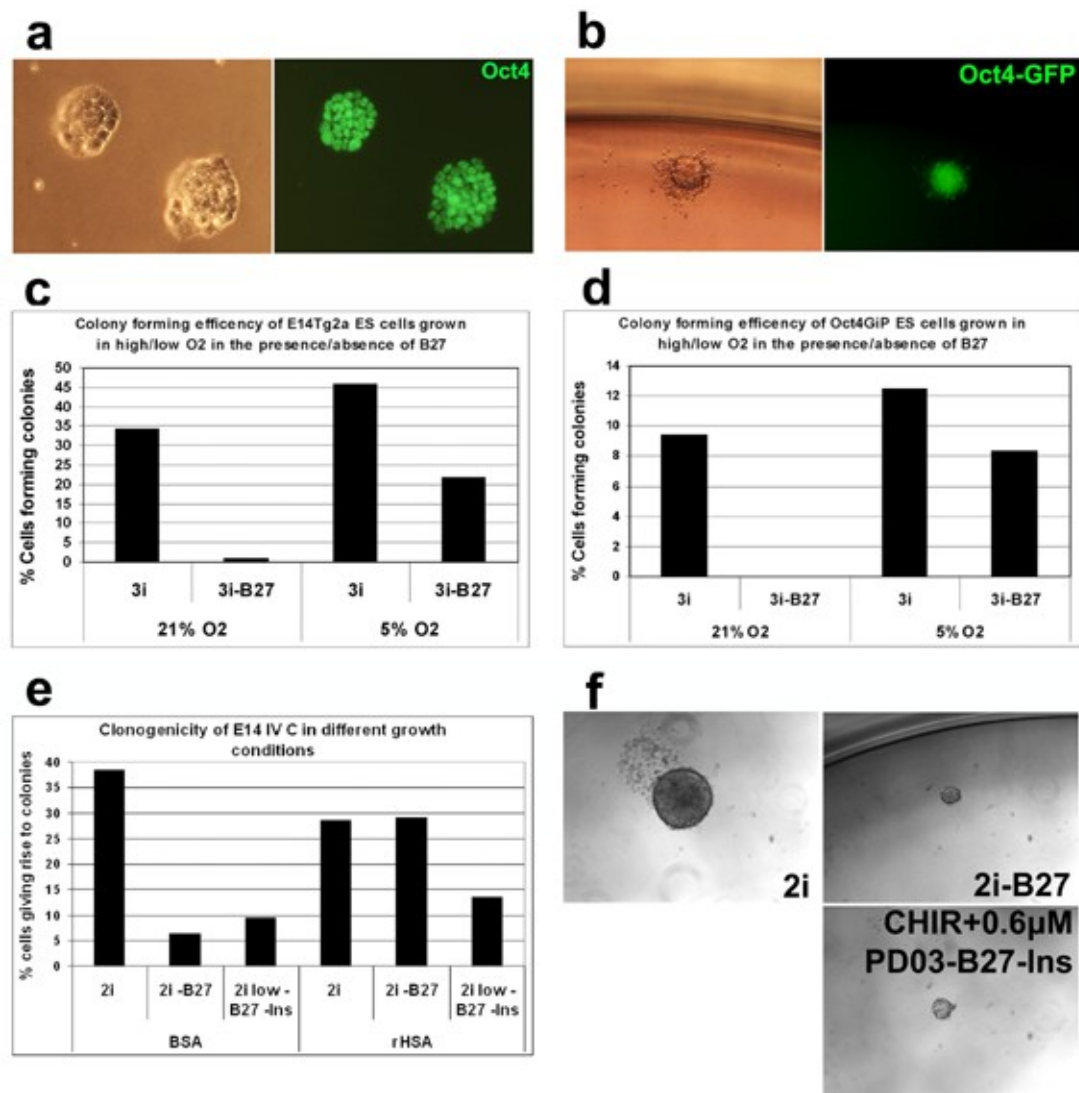 a
Oct4
b
Oct4-GFP
c
Colony forming efficency of E14Tg2a ES cells grown
in high/low O2 in the presence/absence of B27
% Cells forming colonies
50
45
40
35
30
25
20
15
10
5
0
3i
3i-B27
3i
3i-B27
21% O2
5% O2
d
Colony forming efficency of Oct4GiP ES cells grown in
high/low O2 in the presence/absence of B27
% Cells forming colonies
14
12
10
8
6
4
2
0
3i
3i-B27
3i
3i-B27
21% O2
5% O2
e
Clonogenicity of E14 IV C in different growth
conditions
% cells giving rise to colonies
40
35
30
25
20
15
10
5
0
2i
2i -B27
2i low -
B27 -Ins
2i
2i -B27
2i low -
B27 -Ins
BSA
rHSA
f
2i
2i-B27
CHIR+0.6µM
PD03-B27-Ins